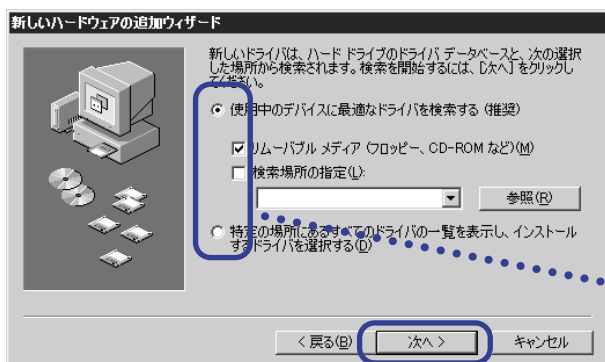 新しいハードウェアの追加ウィザード
新しいドライバは、ハード ドライブのドライバ データベースと、次の選択
した場所から検索されます。検索を開始するには、[次へ] をクリックし
てください。
使用中のデバイスに最適なドライバを検索する (推奨)
リムーバブル メディア (フロッピー、CD-ROM など)(M)
検索場所の指定(L):
参照(R)
特定の場所にあるすべてのドライバの一覧を表示し、インストール
するドライバを選択する(D)
< 戻る(B)
次へ >
キャンセル